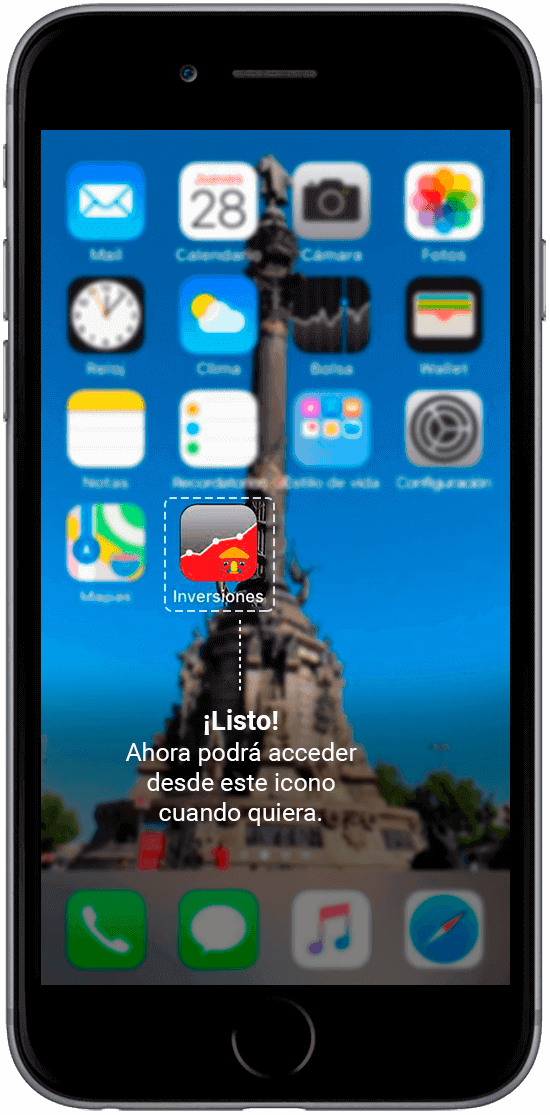 Jueves
28
Mail
Calendario
Cámara
Fotos
Reloj
Clima
Bolsa
Wallet
Notas
Recordatorios
Estilo de vida
Configuración
Mapas
Inversiones
¡Listo!
Ahora podrá acceder
desde este icono
cuando quiera.